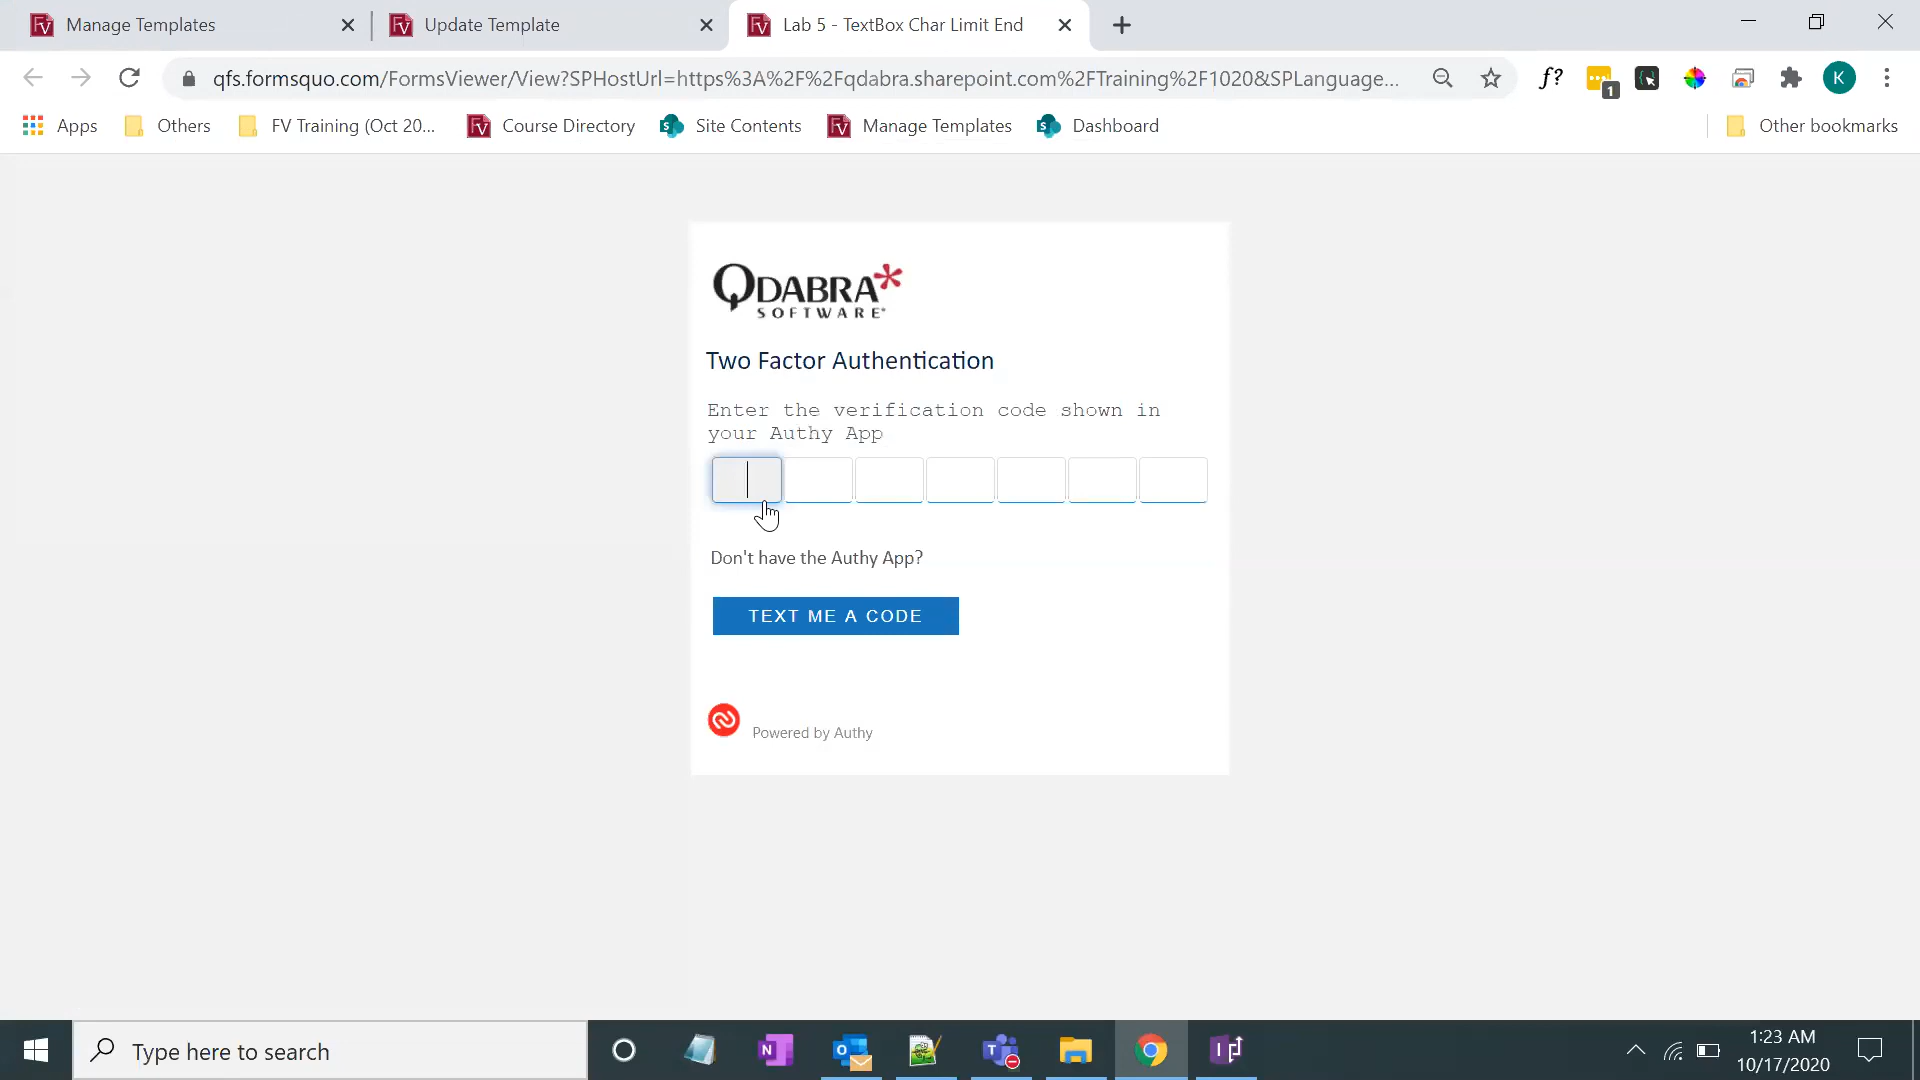 Manage Templates
Update Template
Lab 5 - TextBox Char Limit End
qfs.formsquo.com/FormsViewer/View?SPHostUrl=https%3A%2F%2Fqdabra.sharepoint.com%2FTraining%2F1020&SPLanguage...
f?
1
K
Apps
Others
FV Training (Oct 20...
Course Directory
Site Contents
Manage Templates
Dashboard
Other bookmarks
QDABRA
SOFTWARE
Two Factor Authentication
Enter the verification code shown in
your Authy App
Don't have the Authy App?
TEXT ME A CODE
Powered by Authy
Type here to search
1:23 AM
10/17/2020